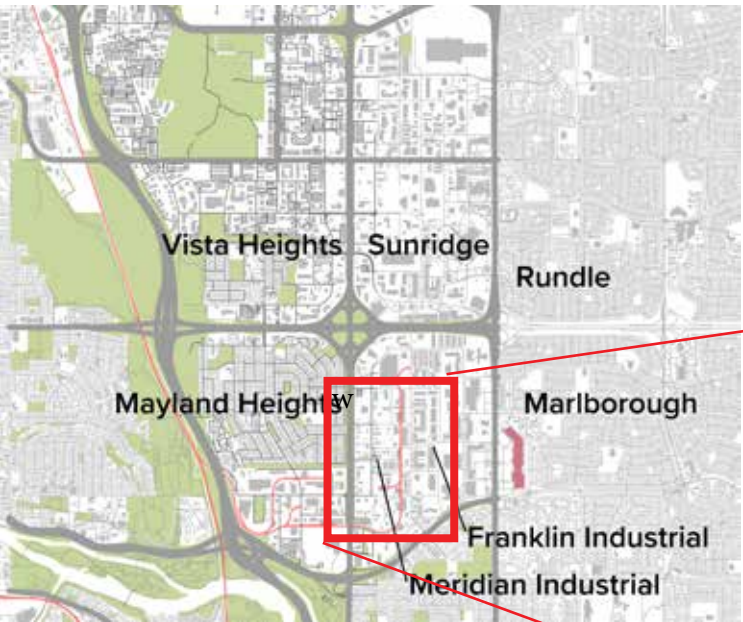 Vista Heights
Sunridge
Rundle
Mayland Heights
w
Marlborough
Franklin Industrial
Meridian Industrial